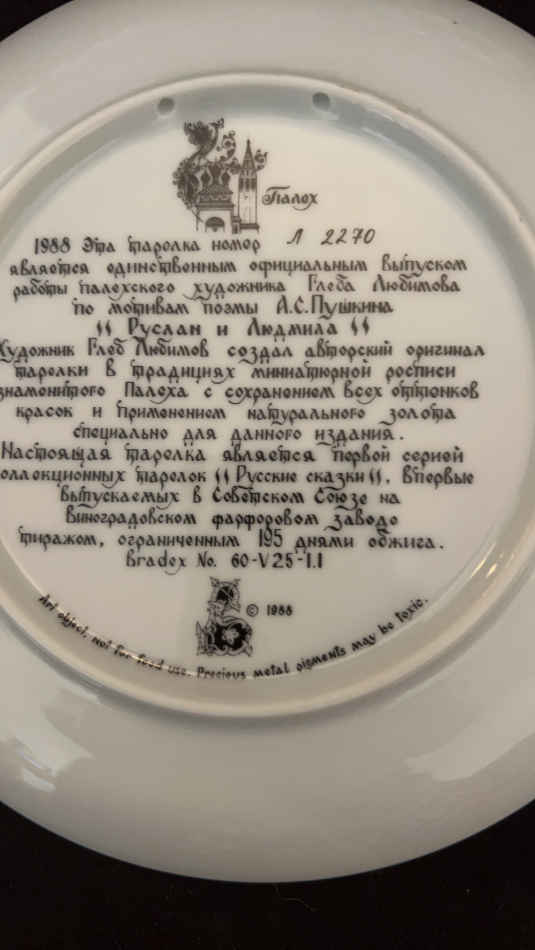 Палех
1988 Эта тарелка номер Л 2270
является единственным официальным выпуском
работы палехского художника Глеба Любимова
по мотивам поэмы А.С.Пушкина
"Руслан и Людмила"
Художник Глеб Любимов создал авторский оригинал
тарелки в традициях миниатюрной росписи
знаменитого Палеха с сохранением всех оттенков
красок и применением натурального золота
специально для данного издания.
Настоящая тарелка является первой серией
коллекционных тарелок "Русские сказки", впервые
выпускаемых в Советском Союзе на
Виноградовском фарфоровом заводе
тиражом, ограниченным 195 днями обжига.
Bradex No. 60-V25-1.1
© 1988
Art object, not for food use. Precious metal pigments may be toxic.